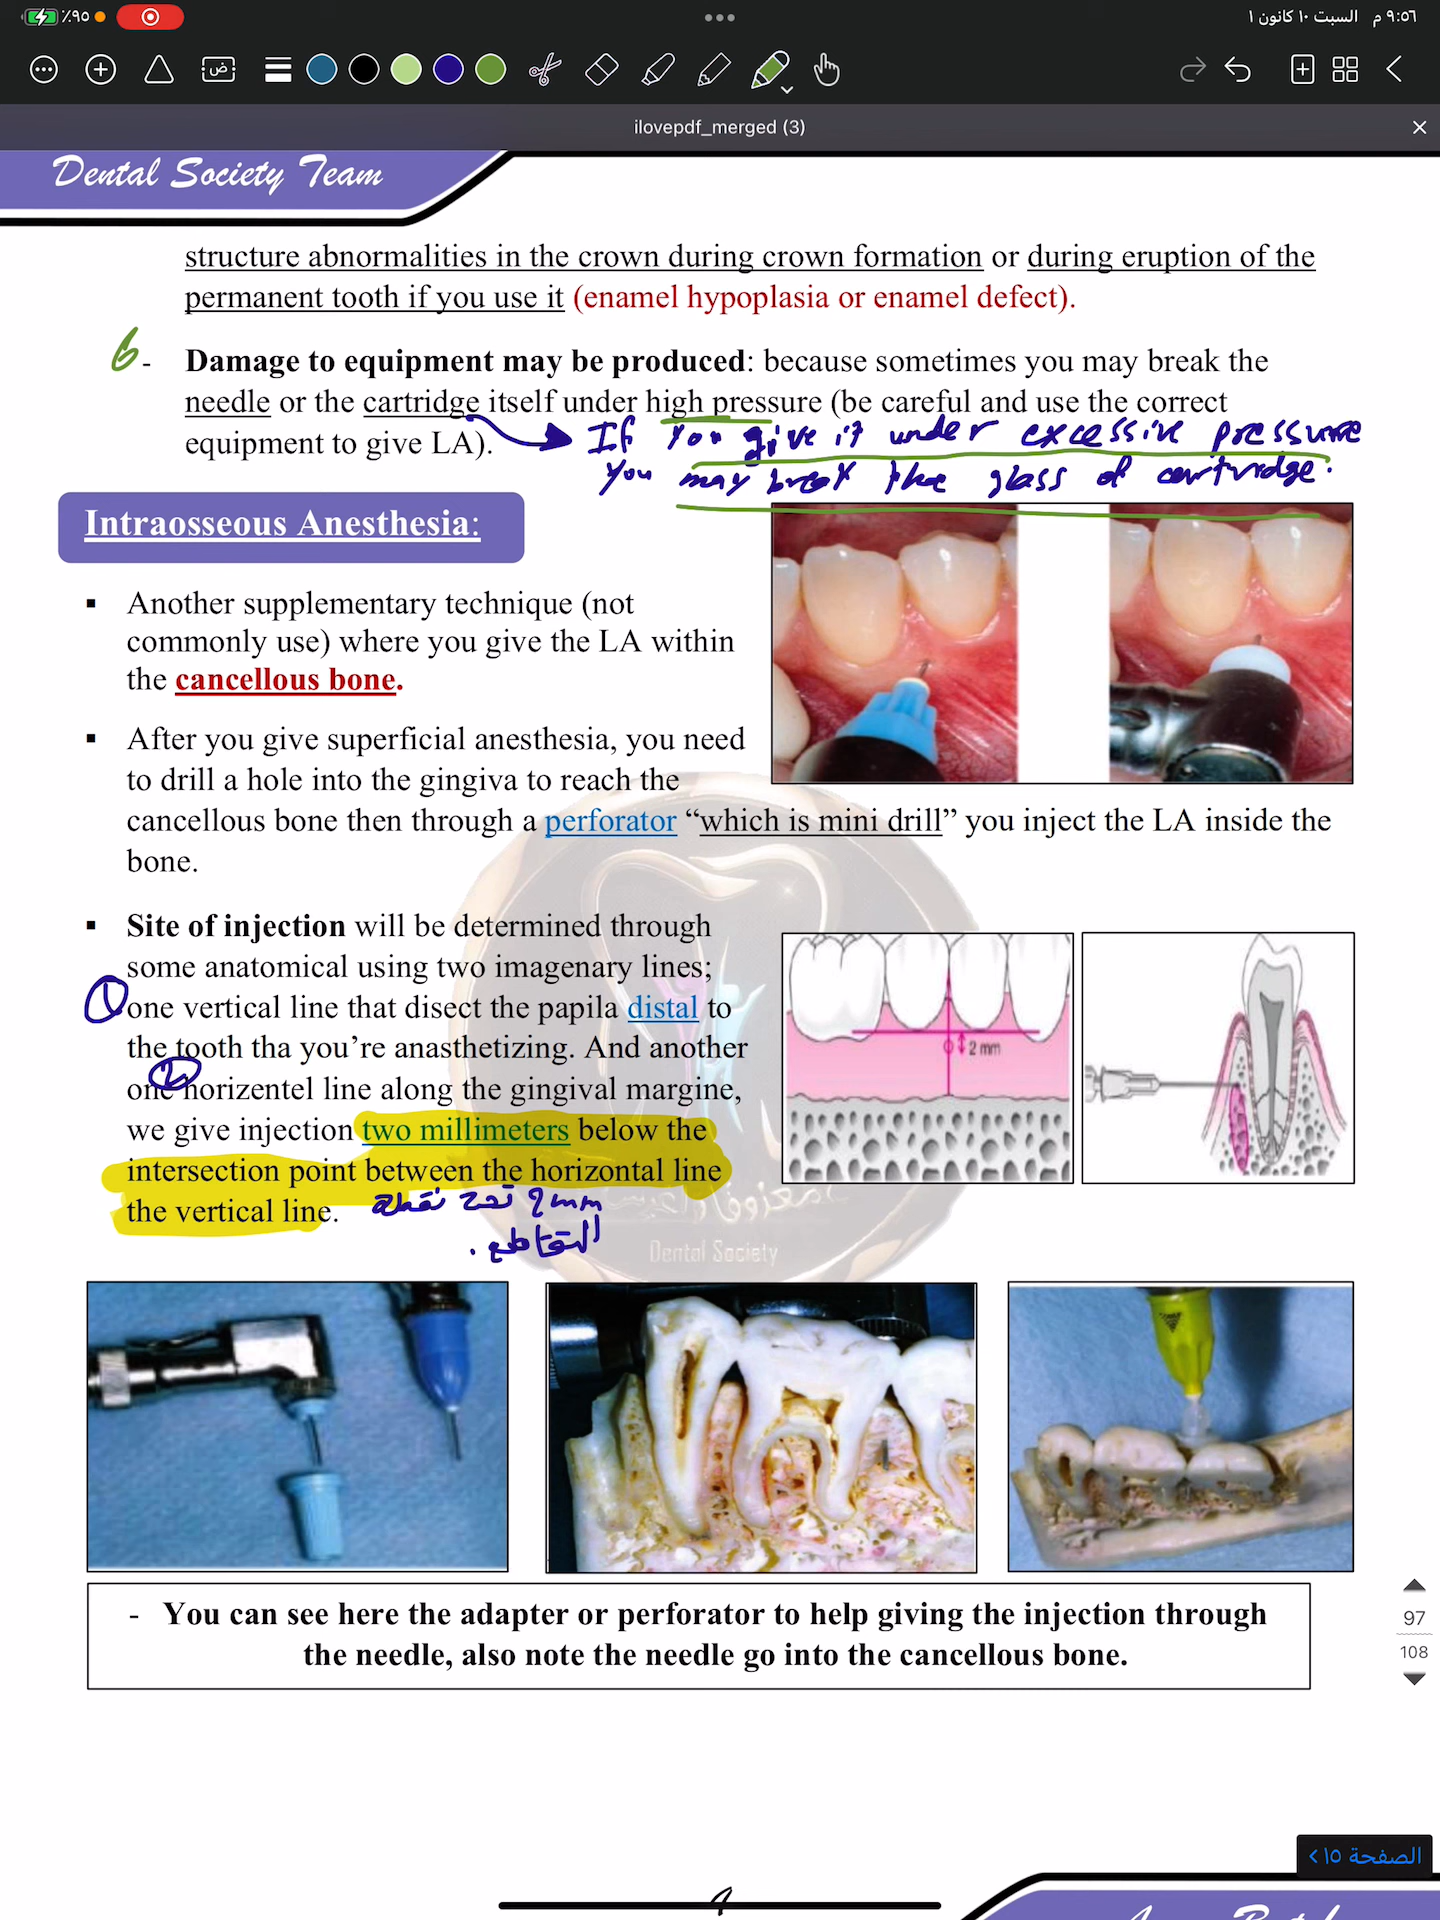 ٩:٥٦ م السبت ١٠ كانون ١
٪٩٥
ض
ilovepdf_merged (3)
Dental Society Team
structure abnormalities in the crown during crown formation or during eruption of the
permanent tooth if you use it (enamel hypoplasia or enamel defect).
6 - Damage to equipment may be produced: because sometimes you may break the
needle or the cartridge itself under high pressure (be careful and use the correct
equipment to give LA).
If you give it under excessive pressure
you may break the glass of cartridge.
Intraosseous Anesthesia:
▪ Another supplementary technique (not
commonly use) where you give the LA within
the cancellous bone.
▪ After you give superficial anesthesia, you need
to drill a hole into the gingiva to reach the
cancellous bone then through a perforator “which is mini drill” you inject the LA inside the
bone.
▪ Site of injection will be determined through
some anatomical using two imagenary lines;
1 one vertical line that disect the papila distal to
the tooth tha you’re anasthetizing. And another
2
one horizentel line along the gingival margine,
we give injection two millimeters below the
intersection point between the horizontal line
the vertical line.
2mm تحت نقطة
التقاطع .
2 mm
Dental Society
- You can see here the adapter or perforator to help giving the injection through
the needle, also note the needle go into the cancellous bone.
97
108
الصفحة ١٥